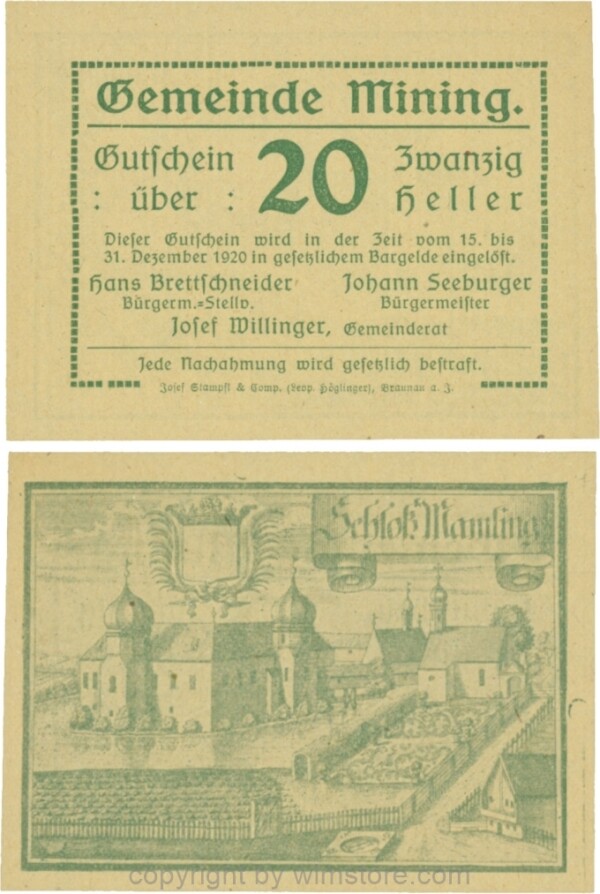 Gemeinde Mining.
Gutschein 20 Zwanzig
: über : Heller
Dieser Gutschein wird in der Zeit vom 15. bis
31. Dezember 1920 in gesetzlichem Bargelde eingelöst.
Hans Brettschneider Johann Seeburger
Bürgerm.=Stellv. Bürgermeister
Josef Willinger, Gemeinderat
Jede Nachahmung wird gesetzlich bestraft.
Josef Stampfl & Comp. (Leop. Höglinger), Braunau a. J.
Schloß Mamling
copyright by wimstore.com